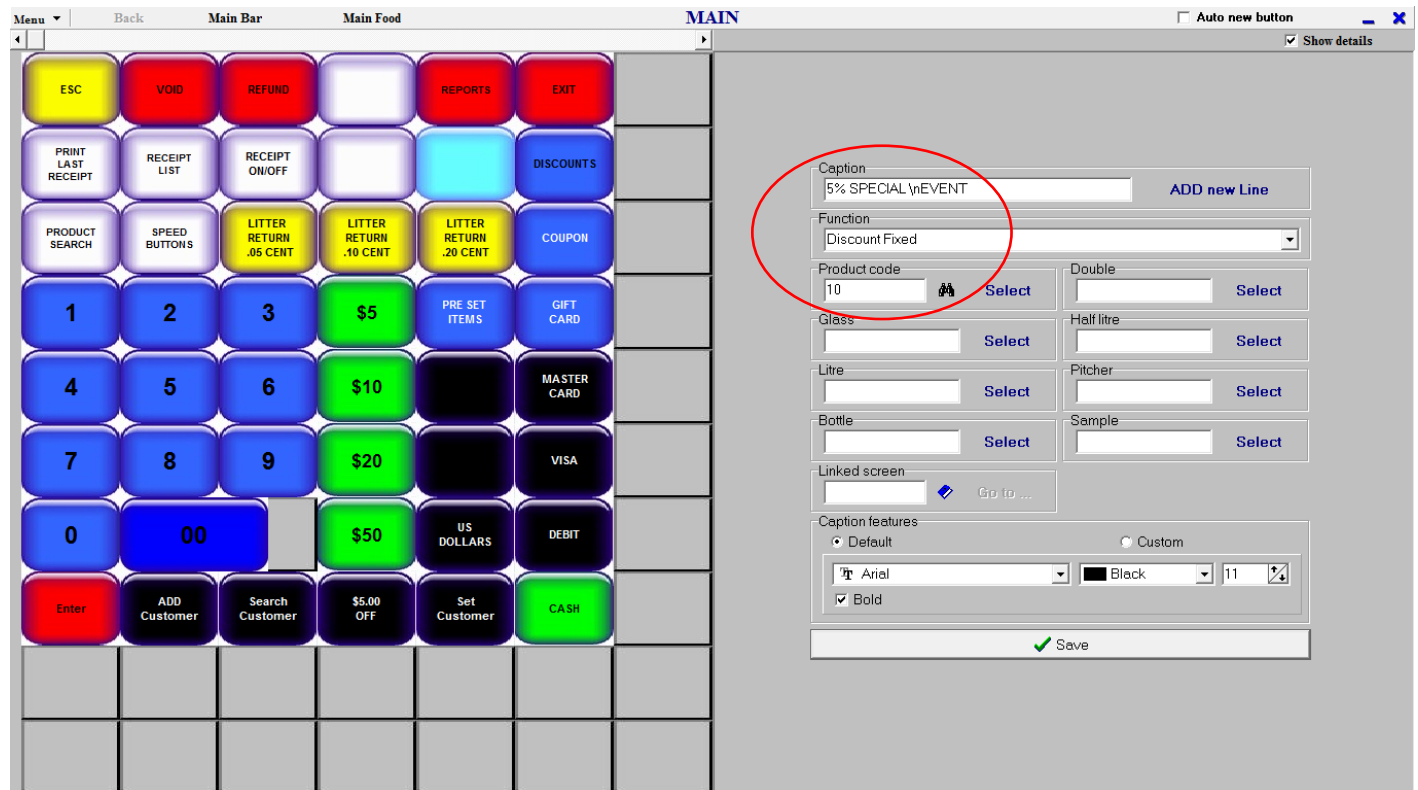 Menu Back Main Bar Main Food MAIN Auto new button
Show details
ESC VOID REFUND REPORTS EXIT
PRINT
LAST
RECEIPT
RECEIPT
LIST
RECEIPT
ON/OFF
DISCOUNTS
PRODUCT
SEARCH
SPEED
BUTTONS
LITTER
RETURN
.05 CENT
LITTER
RETURN
.10 CENT
LITTER
RETURN
.20 CENT
COUPON
1 2 3 $5
PRE SET
ITEMS
GIFT
CARD
4 5 6 $10
MASTER
CARD
7 8 9 $20 VISA
0 00 $50
US
DOLLARS
DEBIT
Enter
ADD
Customer
Search
Customer
$5.00
OFF
Set
Customer
CASH
Caption
5% SPECIAL \nEVENT ADD new Line
Function
Discount Fixed
Product code Double
10 Select Select
Glass Half litre
Select Select
Litre Pitcher
Select Select
Bottle Sample
Select Select
Linked screen
Go to ...
Caption features
Default Custom
Arial Black 11
Bold
Save